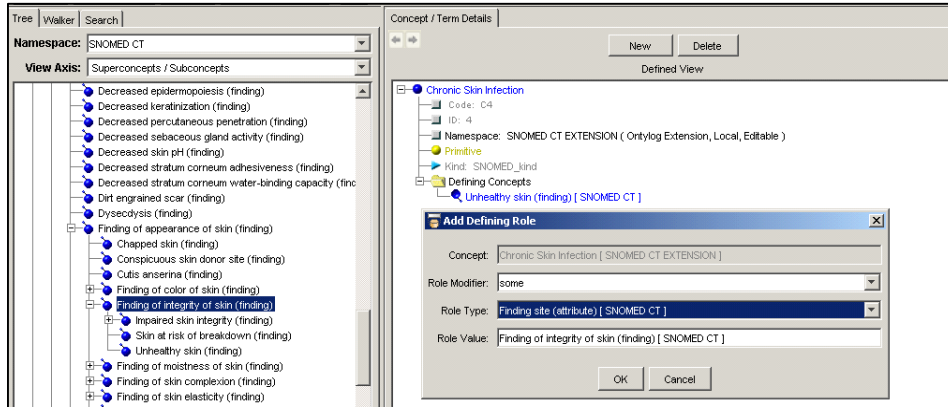 Tree Walker Search
Namespace: SNOMED CT
View Axis: Superconcepts / Subconcepts
Decreased epidermopoiesis (finding)
Decreased keratinization (finding)
Decreased percutaneous penetration (finding)
Decreased sebaceous gland activity (finding)
Decreased skin pH (finding)
Decreased stratum corneum adhesiveness (finding)
Decreased stratum corneum water-binding capacity (finc
Dirt engrained scar (finding)
Dysecdysis (finding)
Finding of appearance of skin (finding)
Chapped skin (finding)
Conspicuous skin donor site (finding)
Cutis anserina (finding)
Finding of color of skin (finding)
Finding of integrity of skin (finding)
Impaired skin integrity (finding)
Skin at risk of breakdown (finding)
Unhealthy skin (finding)
Finding of moistness of skin (finding)
Finding of skin complexion (finding)
Finding of skin elasticity (finding)
Concept / Term Details
New Delete
Defined View
Chronic Skin Infection
Code: C4
ID: 4
Namespace: SNOMED CT EXTENSION ( Ontylog Extension, Local, Editable )
Primitive
Kind: SNOMED_kind
Defining Concepts
Unhealthy skin (finding) [ SNOMED CT ]
Add Defining Role
Concept: Chronic Skin Infection [ SNOMED CT EXTENSION ]
Role Modifier: some
Role Type: Finding site (attribute) [ SNOMED CT ]
Role Value: Finding of integrity of skin (finding) [ SNOMED CT ]
OK Cancel